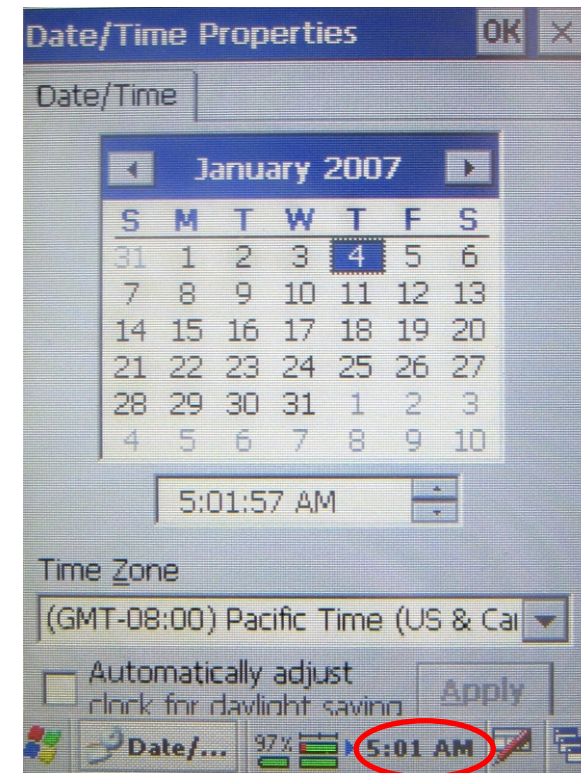 Date/Time Properties OK ×
Date/Time
January 2007
S M T W T F S
31 1 2 3 4 5 6
7 8 9 10 11 12 13
14 15 16 17 18 19 20
21 22 23 24 25 26 27
28 29 30 31 1 2 3
4 5 6 7 8 9 10
5:01:57 AM
Time Zone
(GMT-08:00) Pacific Time (US & Cai
Automatically adjust
clock for daylight saving
Apply
Date/... 97% 5:01 AM